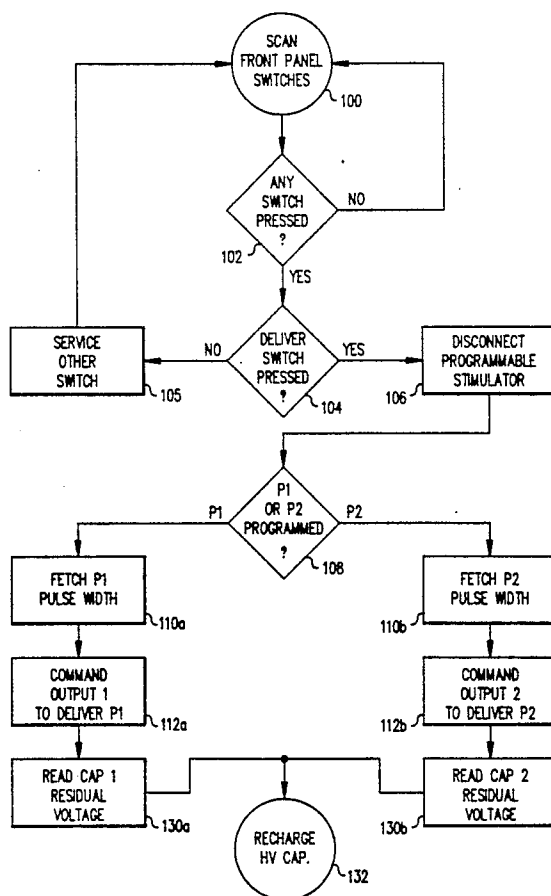 SCAN
FRONT PANEL
SWITCHES
100
ANY
SWITCH
PRESSED
?
NO
102
YES
SERVICE
OTHER
SWITCH
105
NO
DELIVER
SWITCH
PRESSED
?
YES
104
DISCONNECT
PROGRAMMABLE
STIMULATOR
106
P1
P1
OR P2
PROGRAMMED
?
P2
108
FETCH P1
PULSE WIDTH
110a
FETCH P2
PULSE WIDTH
110b
COMMAND
OUTPUT 1
TO DELIVER P1
112a
COMMAND
OUTPUT 2
TO DELIVER P2
112b
READ CAP 1
RESIDUAL
VOLTAGE
130a
READ CAP 2
RESIDUAL
VOLTAGE
130b
RECHARGE
HV CAP.
132